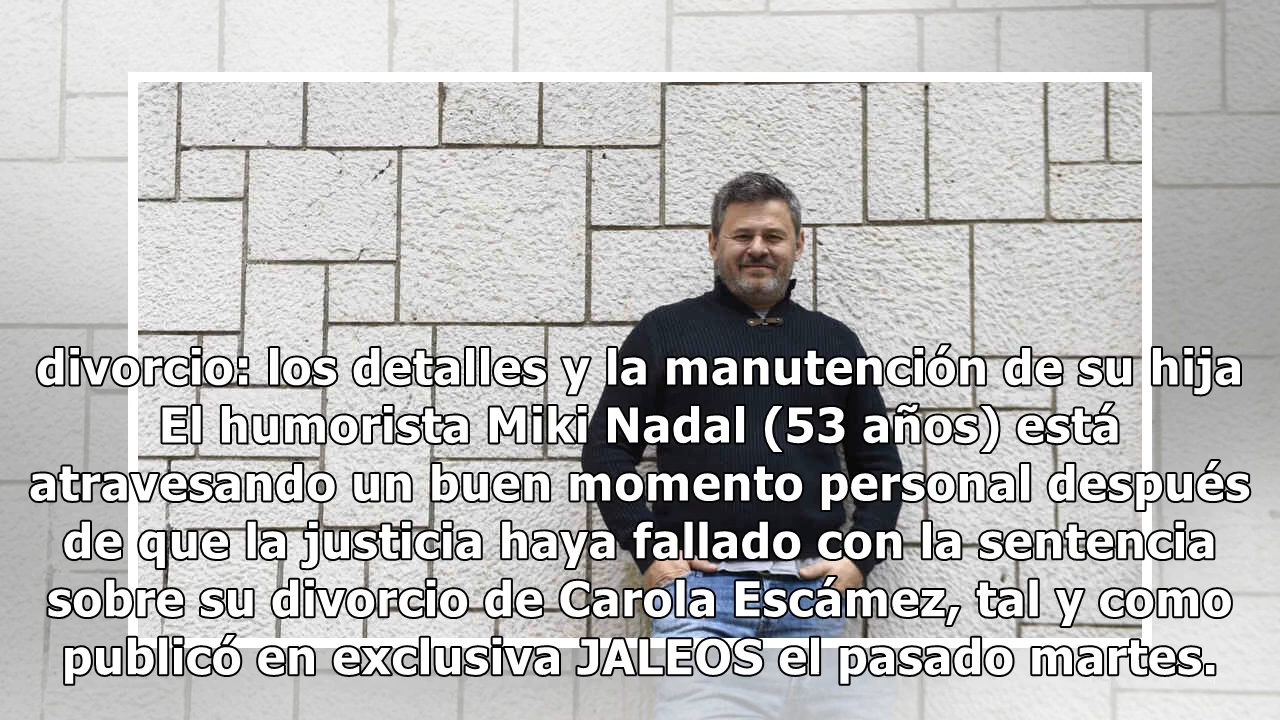 divorcio: los detalles y la manutención de su hija
El humorista Miki Nadal (53 años) está
atravesando un buen momento personal después
de que la justicia haya fallado con la sentencia
sobre su divorcio de Carola Escámez, tal y como
publicó en exclusiva JALEOS el pasado martes.